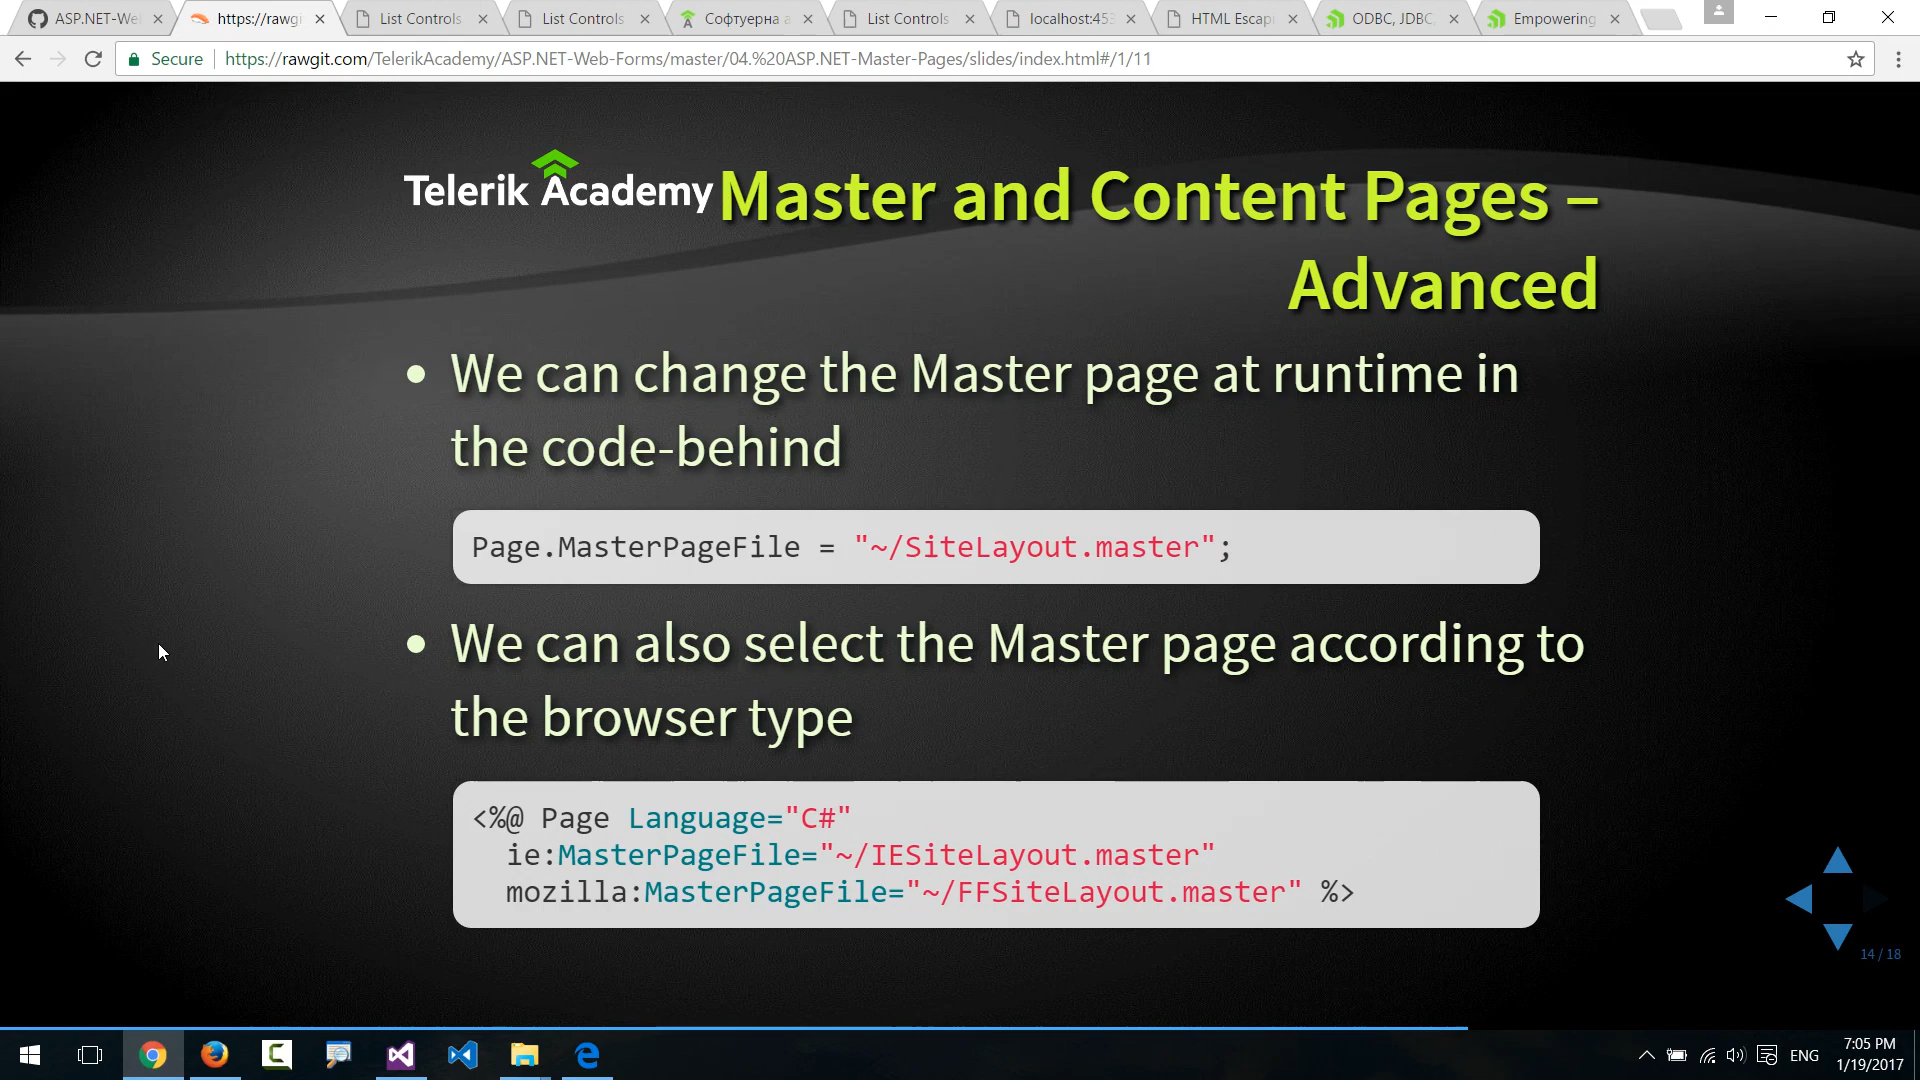 ASP.NET-We
https://rawgi
List Controls
List Controls
Софтуерна а
List Controls
localhost:453
HTML Escap
ODBC, JDBC,
Empowering
Secure
https://rawgit.com/TelerikAcademy/ASP.NET-Web-Forms/master/04.%20ASP.NET-Master-Pages/slides/index.html#/1/11
Telerik Academy
Master and Content Pages –
Advanced
• We can change the Master page at runtime in
the code-behind
Page.MasterPageFile = "~/SiteLayout.master";
• We can also select the Master page according to
the browser type
<%@ Page Language="C#"
ie:MasterPageFile="~/IESiteLayout.master"
mozilla:MasterPageFile="~/FFSiteLayout.master" %>
14 / 18
ENG
7:05 PM
1/19/2017